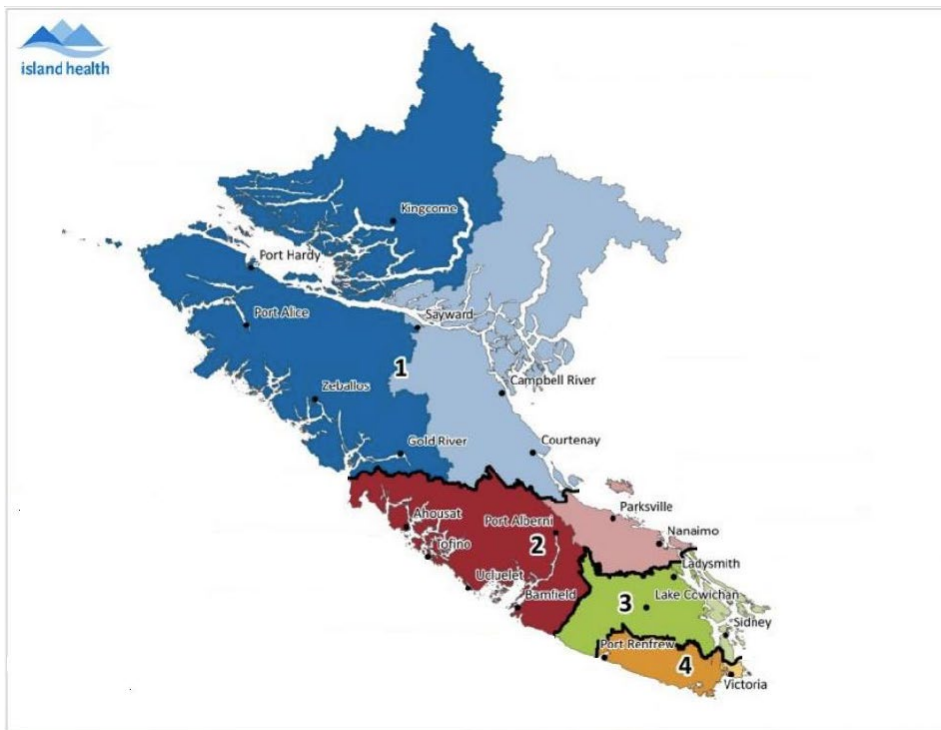 island health
Kingcome
Port Hardy
Port Alice
Sayward
1
Zeballos
Campbell River
Gold River
Courtenay
Parksville
Ahousat
Port Alberni
Nanaimo
Tofino
2
Ladysmith
Ucluelet
Bamfield
Lake Cowichan
3
Sidney
Port Renfrew
4
Victoria